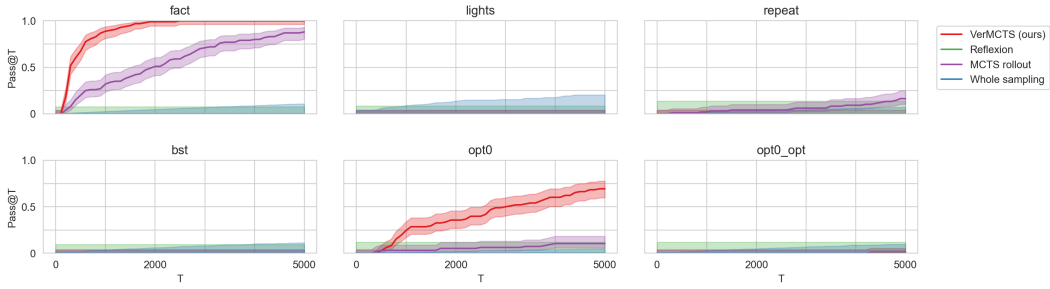 fact
lights
repeat
1.0
0.5
0
Pass@T
VerMCTS (ours)
Reflexion
MCTS rollout
Whole sampling
bst
opt0
opt0_opt
1.0
0.5
0
Pass@T
0 2000 5000
0 2000 5000
0 2000 5000
T
T
T